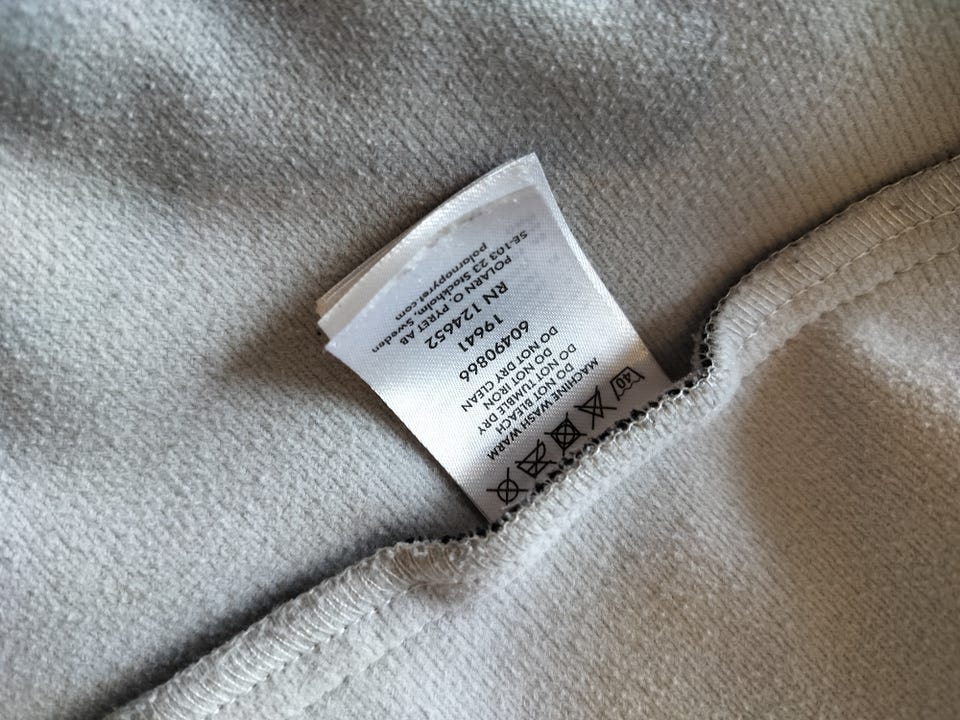 40
MACHINE WASH WARM
DO NOT BLEACH
DO NOT TUMBLE DRY
DO NOT IRON
DO NOT DRY CLEAN
60490866
19641
RN 124652
POLARN O. PYRET AB
SE-103 23 Stockholm, Sweden
polarnopyret.com